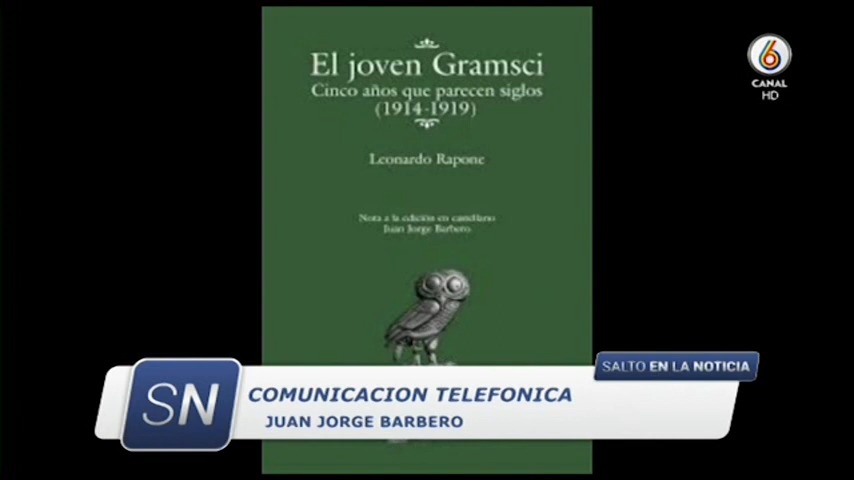 El joven Gramsci
Cinco años que parecen siglos
(1914-1919)
Leonardo Rapone
Nota a la edición en castellano
Juan Jorge Barbero
6
CANAL
HD
SALTO EN LA NOTICIA
SN
COMUNICACION TELEFONICA
JUAN JORGE BARBERO